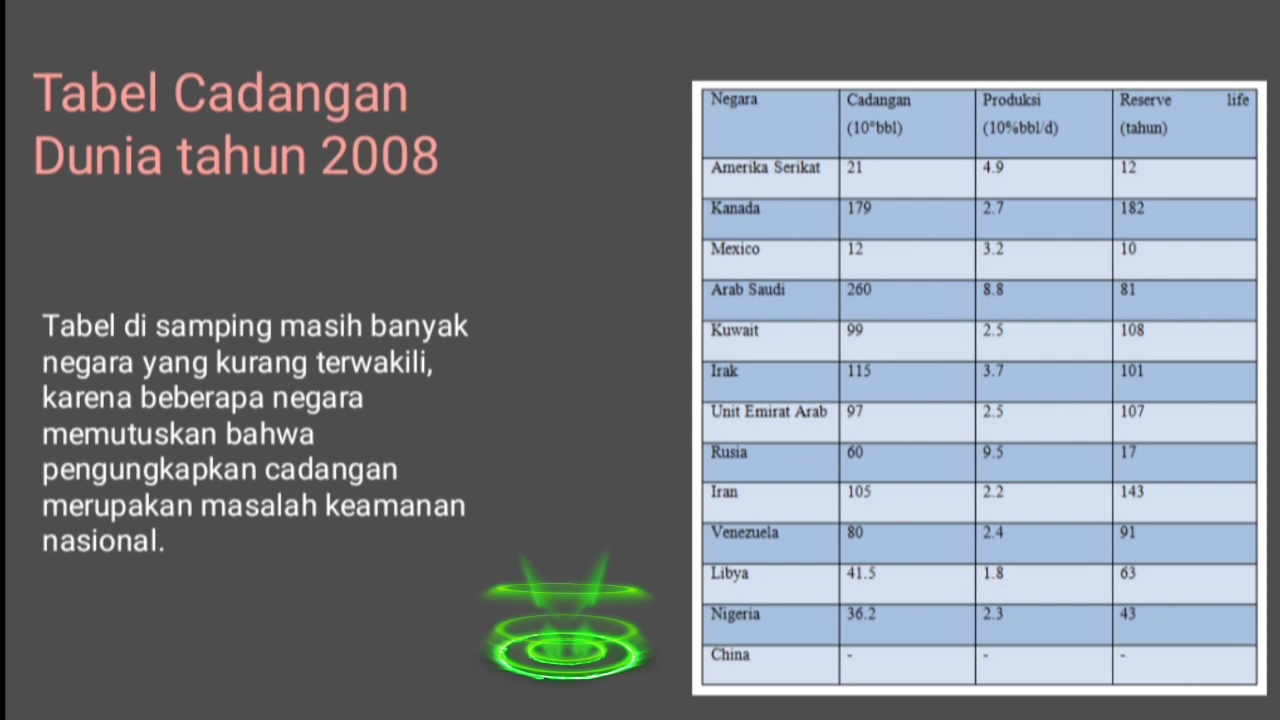 Tabel Cadangan
Dunia tahun 2008
Tabel di samping masih banyak
negara yang kurang terwakili,
karena beberapa negara
memutuskan bahwa
pengungkapkan cadangan
merupakan masalah keamanan
nasional.
Negara Cadangan (10°bbl) Produksi (10%bbl/d) Reserve life (tahun)
Amerika Serikat 21 4.9 12
Kanada 179 2.7 182
Mexico 12 3.2 10
Arab Saudi 260 8.8 81
Kuwait 99 2.5 108
Irak 115 3.7 101
Unit Emirat Arab 97 2.5 107
Rusia 60 9.5 17
Iran 105 2.2 143
Venezuela 80 2.4 91
Libya 41.5 1.8 63
Nigeria 36.2 2.3 43
China - - -